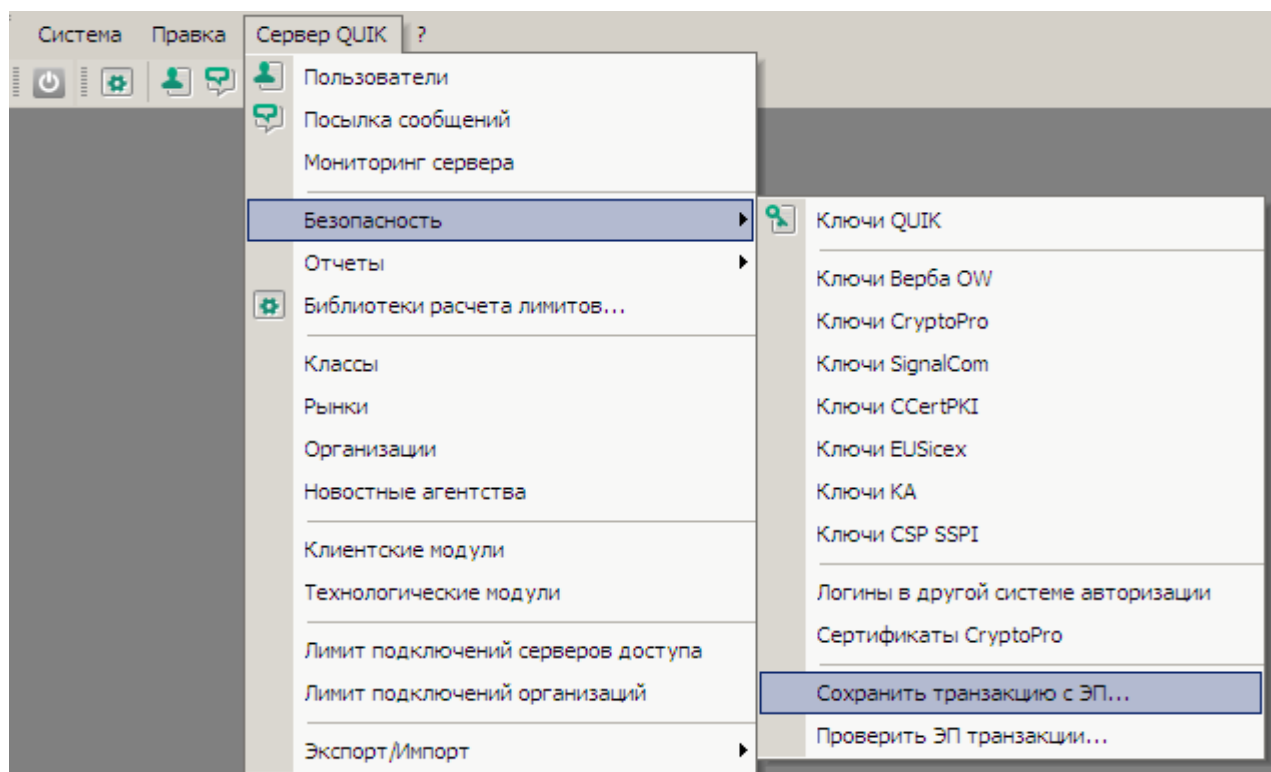 Система Правка Сервер QUIK ?
Пользователи
Посылка сообщений
Мониторинг сервера
Безопасность
Отчеты
Библиотеки расчета лимитов...
Классы
Рынки
Организации
Новостные агентства
Клиентские модули
Технологические модули
Лимит подключений серверов доступа
Лимит подключений организаций
Экспорт/Импорт
Ключи QUIK
Ключи Верба OW
Ключи CryptoPro
Ключи SignalCom
Ключи CCertPKI
Ключи EUSicex
Ключи КА
Ключи CSP SSPI
Логины в другой системе авторизации
Сертификаты CryptoPro
Сохранить транзакцию с ЭП...
Проверить ЭП транзакции...